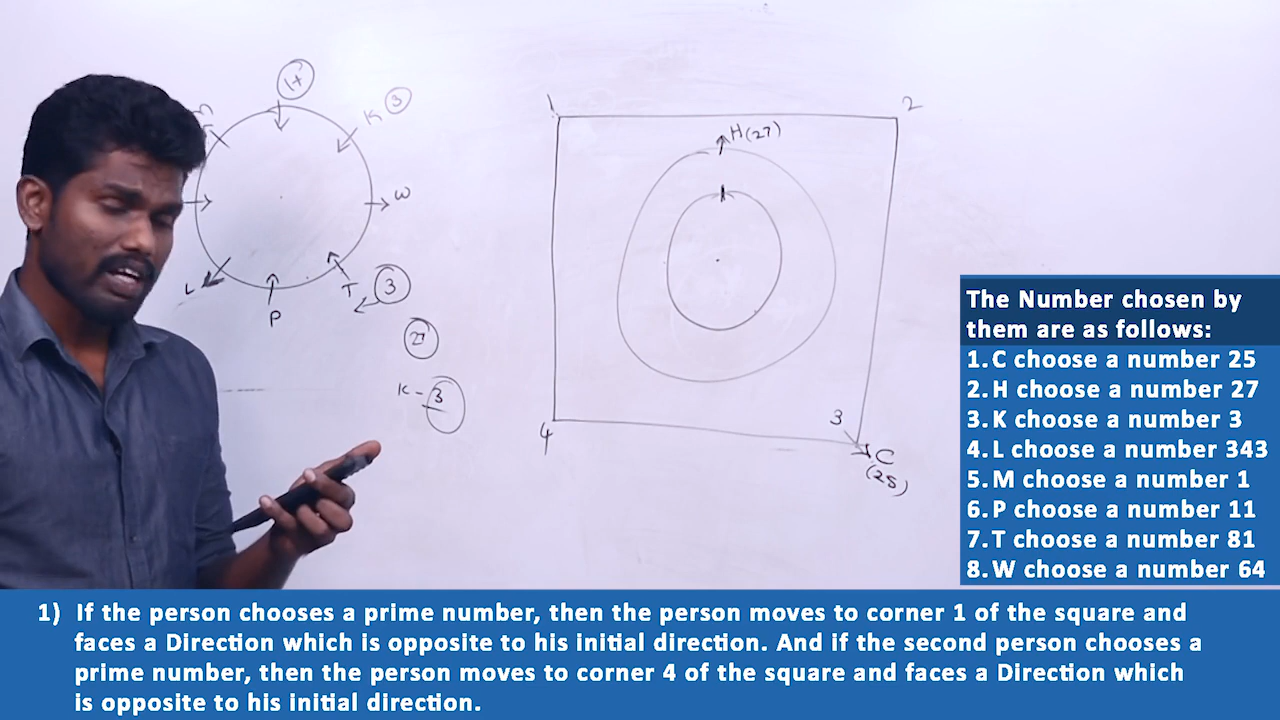 H
K 3
W
L
P
T 3
27
K - 3
1
2
H(27)
4
3
C
(25)
The Number chosen by
them are as follows:
1.C choose a number 25
2.H choose a number 27
3.K choose a number 3
4.L choose a number 343
5.M choose a number 1
6.P choose a number 11
7.T choose a number 81
8.W choose a number 64
1) If the person chooses a prime number, then the person moves to corner 1 of the square and
faces a Direction which is opposite to his initial direction. And if the second person chooses a
prime number, then the person moves to corner 4 of the square and faces a Direction which
is opposite to his initial direction.